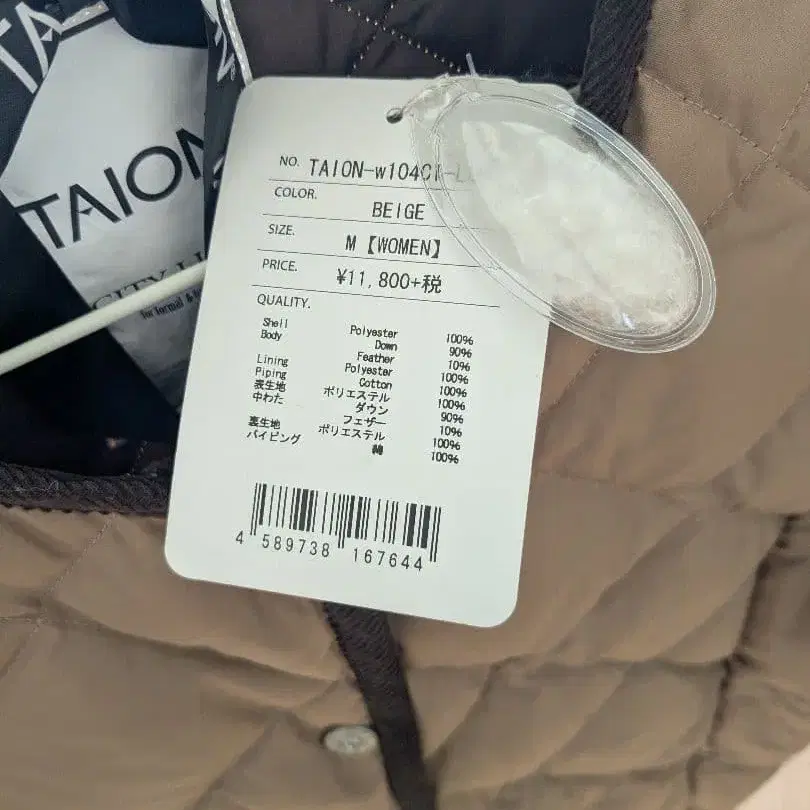 TAION
CITY
for formal &
NO. TAION-w104CI-L
COLOR. BEIGE
SIZE. M【WOMEN】
PRICE. ¥11,800+税
QUALITY.
Shell Polyester 100%
Body Down 90%
Feather 10%
Lining Polyester 100%
Piping Cotton 100%
表生地 ポリエステル 100%
中わた ダウン 90%
フェザー 10%
裏生地 ポリエステル 100%
パイピング 綿 100%
4 589738 167644